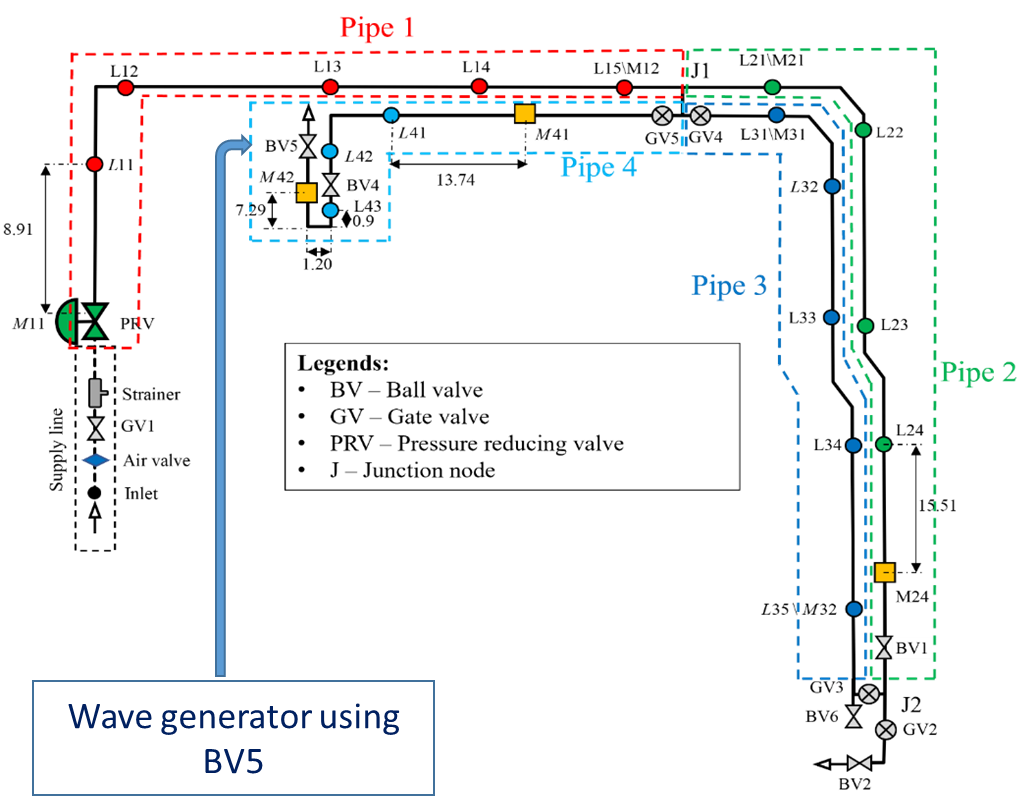 Pipe 1
L12
L13
L14
L15\M12
J1
L21\M21
L41
M41
GV5
GV4
L31\M31
L22
BV5
L42
Pipe 4
M42
BV4
13.74
L11
L32
7.29
L43
0.9
8.91
1.20
Pipe 3
M11
PRV
L33
L23
Legends:
• BV – Ball valve
• GV – Gate valve
• PRV – Pressure reducing valve
• J – Junction node
Pipe 2
Supply line
Strainer
GV1
Air valve
Inlet
L34
L24
15.51
M24
L35\M32
BV1
GV3
BV6
J2
GV2
BV2
Wave generator using
BV5